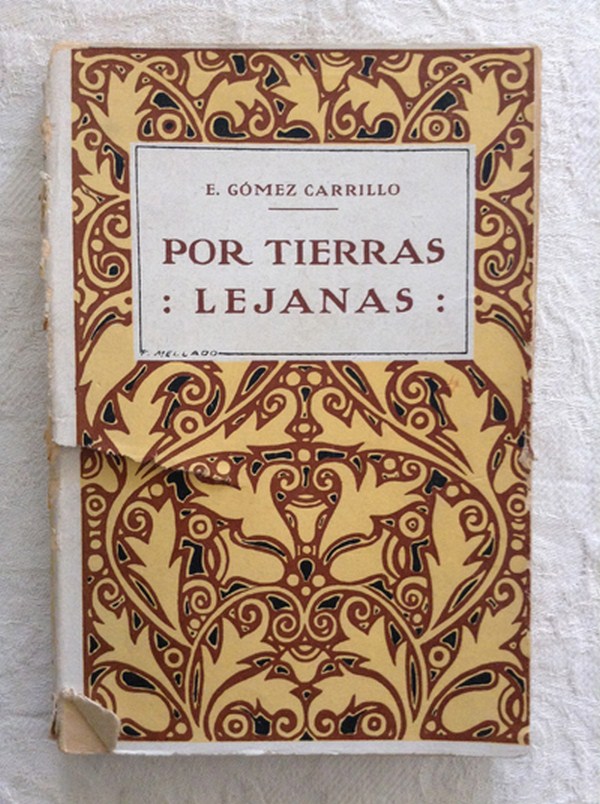 E. GÓMEZ CARRILLO
POR TIERRAS
: LEJANAS :
F. MELLADO